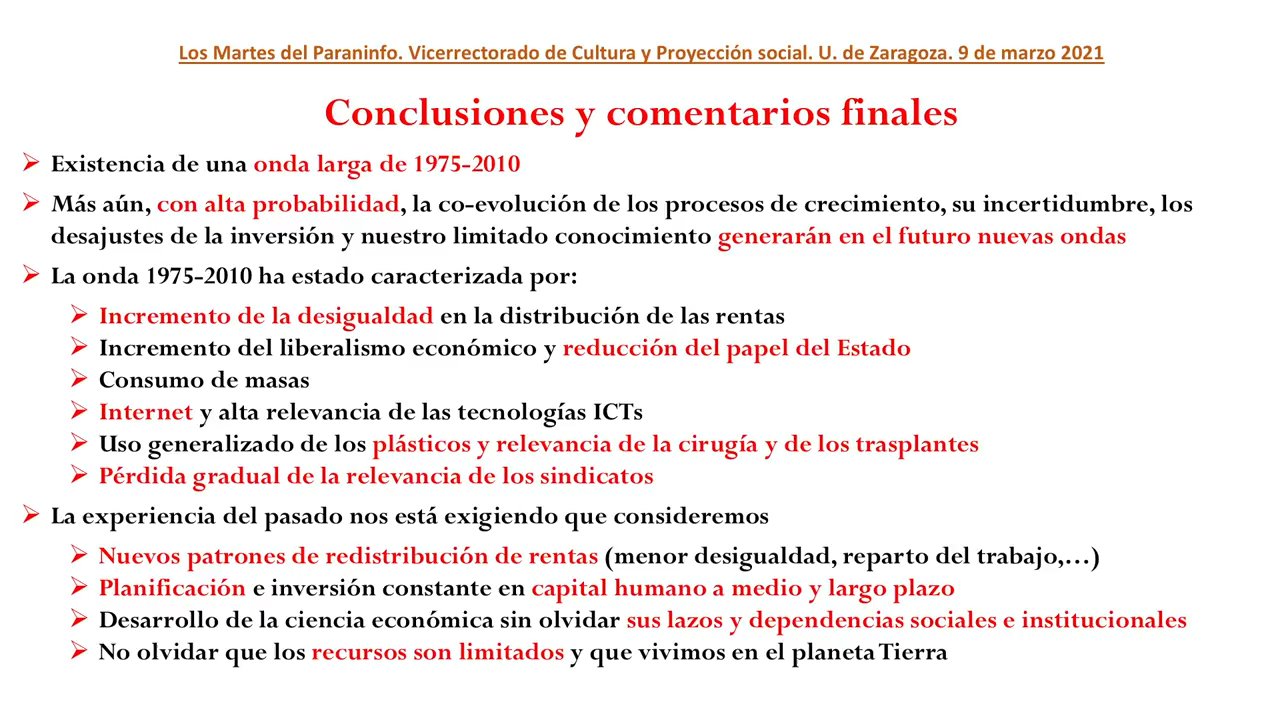 Los Martes del Paraninfo. Vicerrectorado de Cultura y Proyección social. U. de Zaragoza. 9 de marzo 2021
Conclusiones y comentarios finales
Existencia de una onda larga de 1975-2010
Más aún, con alta probabilidad, la co-evolución de los procesos de crecimiento, su incertidumbre, los
desajustes de la inversión y nuestro limitado conocimiento generarán en el futuro nuevas ondas
La onda 1975-2010 ha estado caracterizada por:
Incremento de la desigualdad en la distribución de las rentas
Incremento del liberalismo económico y reducción del papel del Estado
Consumo de masas
Internet y alta relevancia de las tecnologías ICTs
Uso generalizado de los plásticos y relevancia de la cirugía y de los trasplantes
Pérdida gradual de la relevancia de los sindicatos
La experiencia del pasado nos está exigiendo que consideremos
Nuevos patrones de redistribución de rentas (menor desigualdad, reparto del trabajo,…)
Planificación e inversión constante en capital humano a medio y largo plazo
Desarrollo de la ciencia económica sin olvidar sus lazos y dependencias sociales e institucionales
No olvidar que los recursos son limitados y que vivimos en el planeta Tierra